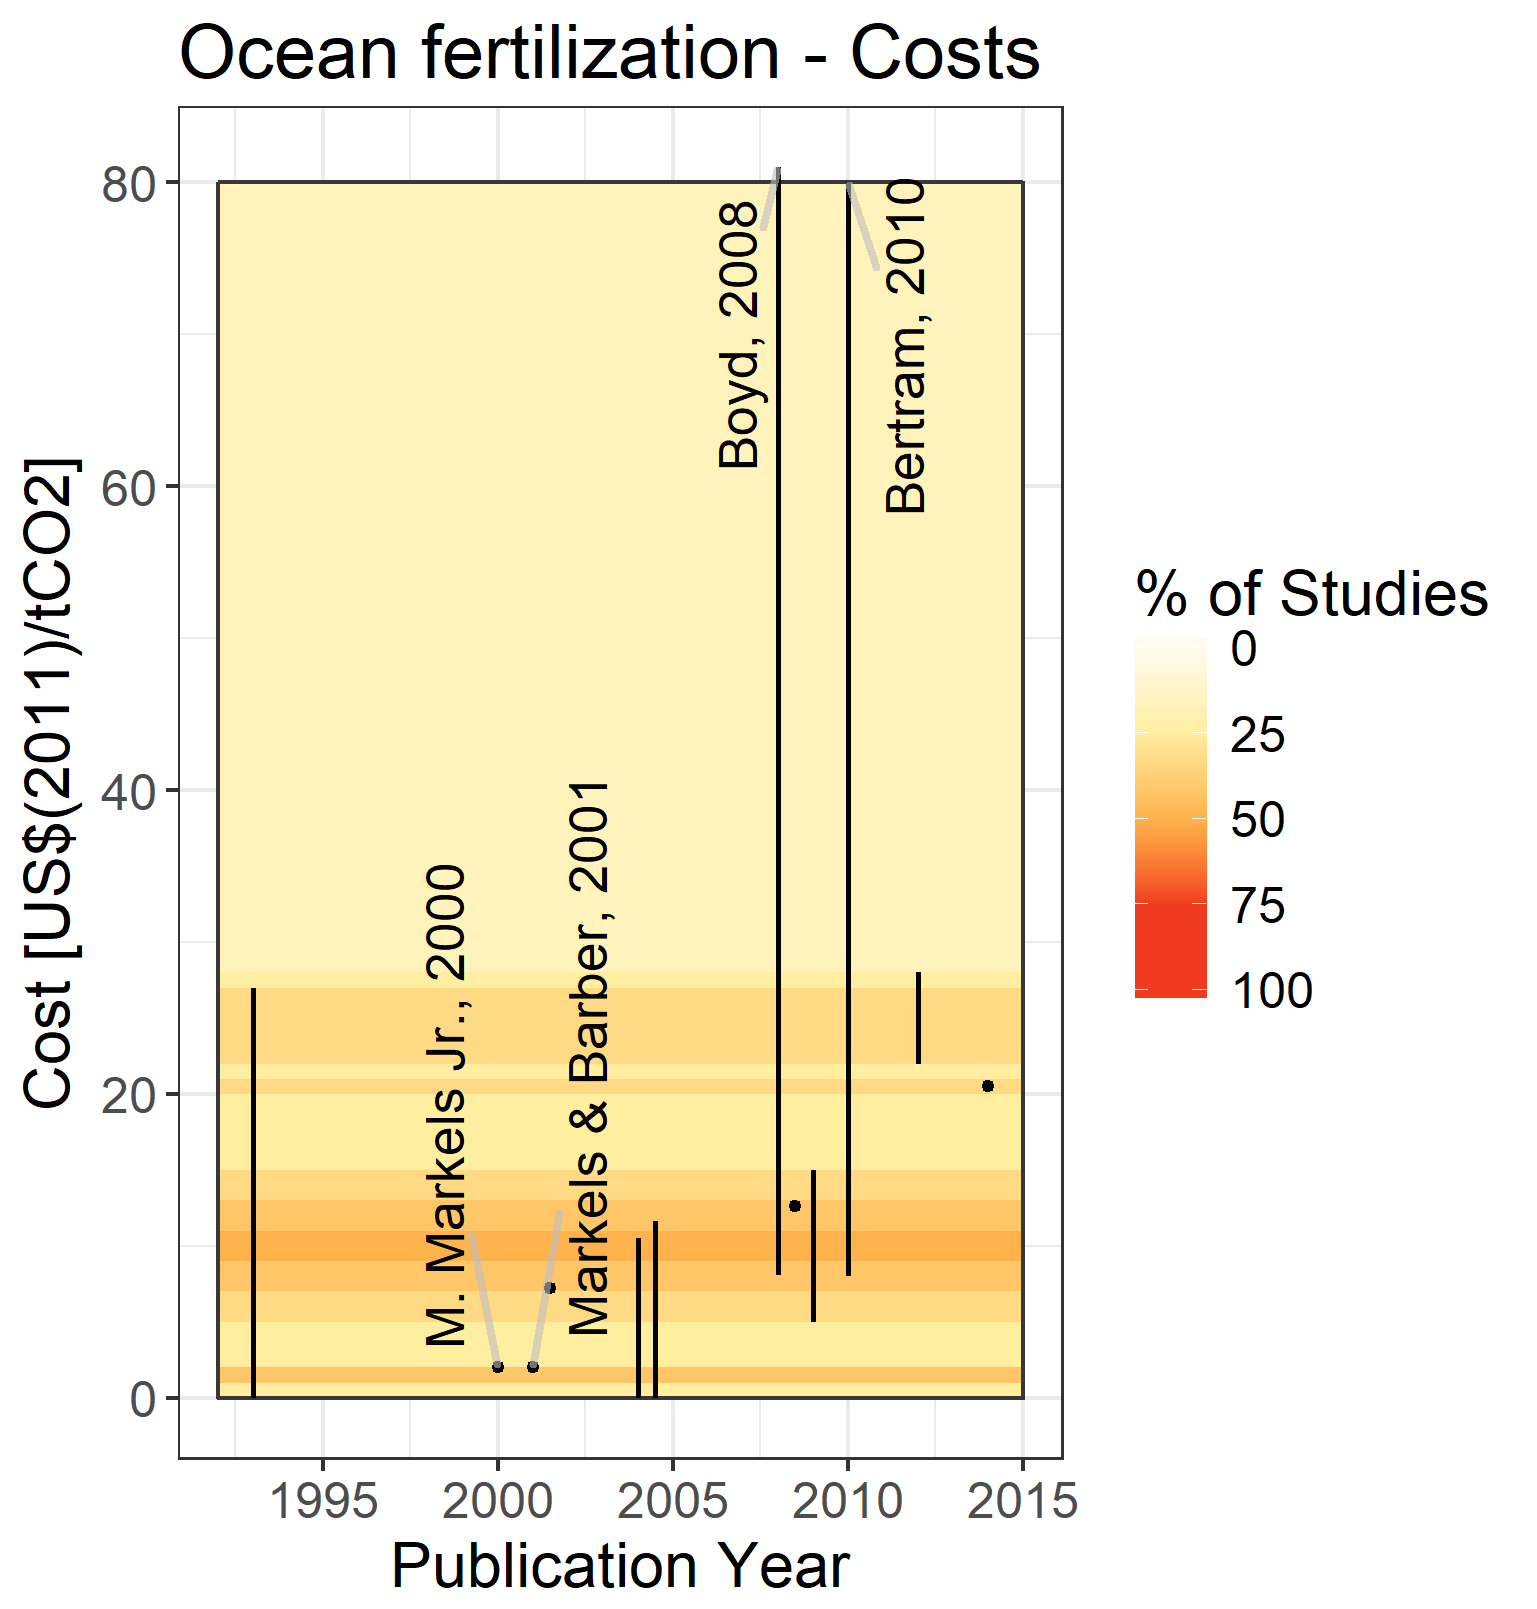 Ocean fertilization - Costs
Cost [US$(2011)/tCO2]
80
60
40
20
0
M. Markels Jr., 2000
Markels & Barber, 2001
Boyd, 2008
Bertram, 2010
1995
2000
2005
2010
2015
Publication Year
% of Studies
0
25
50
75
100